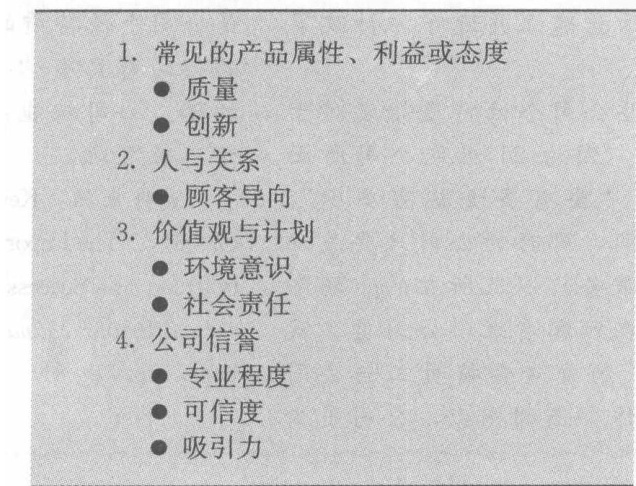 1. 常见的产品属性、利益或态度
● 质量
● 创新
2. 人与关系
● 顾客导向
3. 价值观与计划
● 环境意识
● 社会责任
4. 公司信誉
● 专业程度
● 可信度
● 吸引力